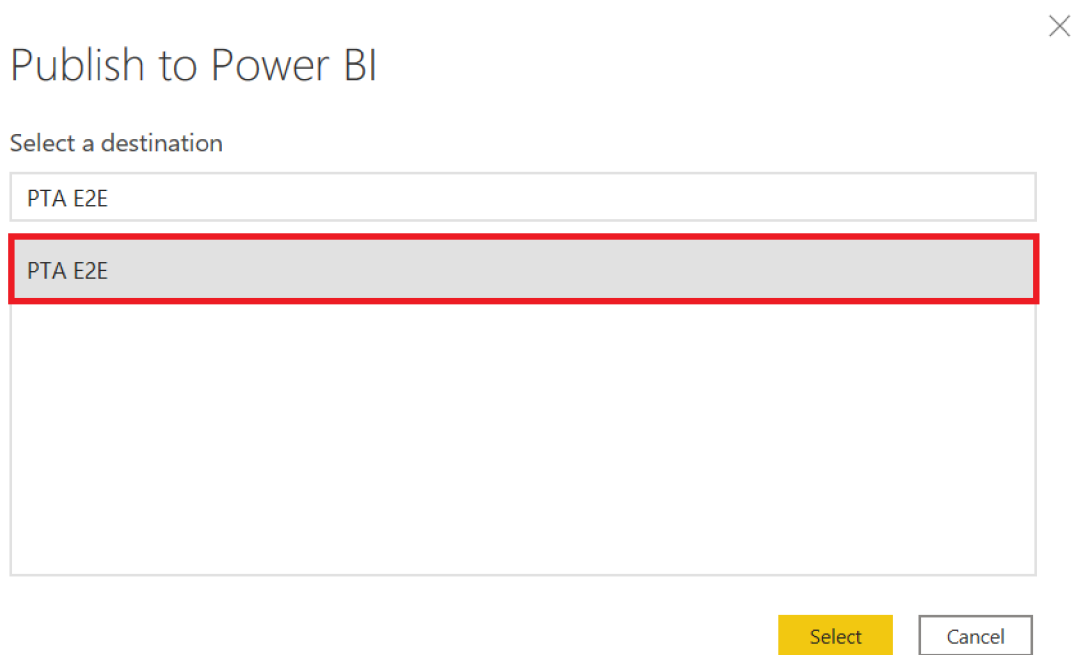 Publish to Power BI
Select a destination
PTA E2E
PTA E2E
Select Cancel